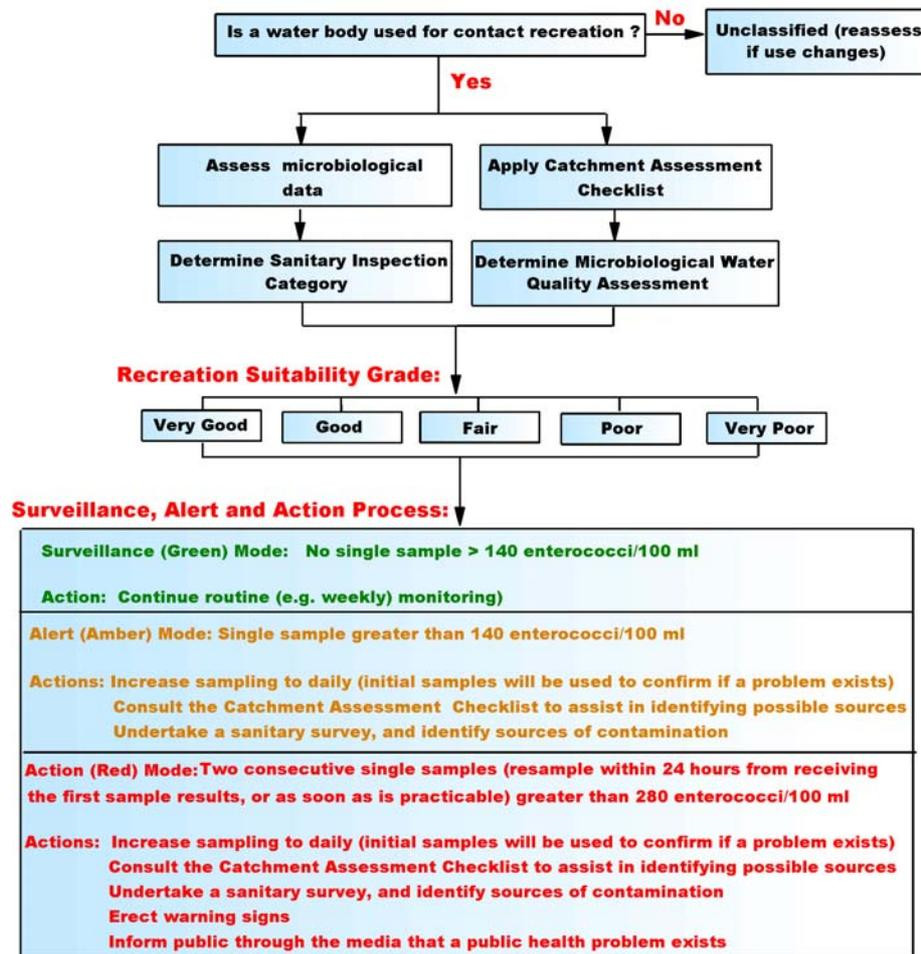 Is a water body used for contact recreation ?
No
Unclassified (reassess
if use changes)
Yes
Assess microbiological
data
Apply Catchment Assessment
Checklist
Determine Sanitary Inspection
Category
Determine Microbiological Water
Quality Assessment
Recreation Suitability Grade:
Very Good
Good
Fair
Poor
Very Poor
Surveillance, Alert and Action Process:
Surveillance (Green) Mode: No single sample > 140 enterococci/100 ml
Action: Continue routine (e.g. weekly) monitoring)
Alert (Amber) Mode: Single sample greater than 140 enterococci/100 ml
Actions: Increase sampling to daily (initial samples will be used to confirm if a problem exists)
Consult the Catchment Assessment Checklist to assist in identifying possible sources
Undertake a sanitary survey, and identify sources of contamination
Action (Red) Mode: Two consecutive single samples (resample within 24 hours from receiving
the first sample results, or as soon as is practicable) greater than 280 enterococci/100 ml
Actions: Increase sampling to daily (initial samples will be used to confirm if a problem exists)
Consult the Catchment Assessment Checklist to assist in identifying possible sources
Undertake a sanitary survey, and identify sources of contamination
Erect warning signs
Inform public through the media that a public health problem exists